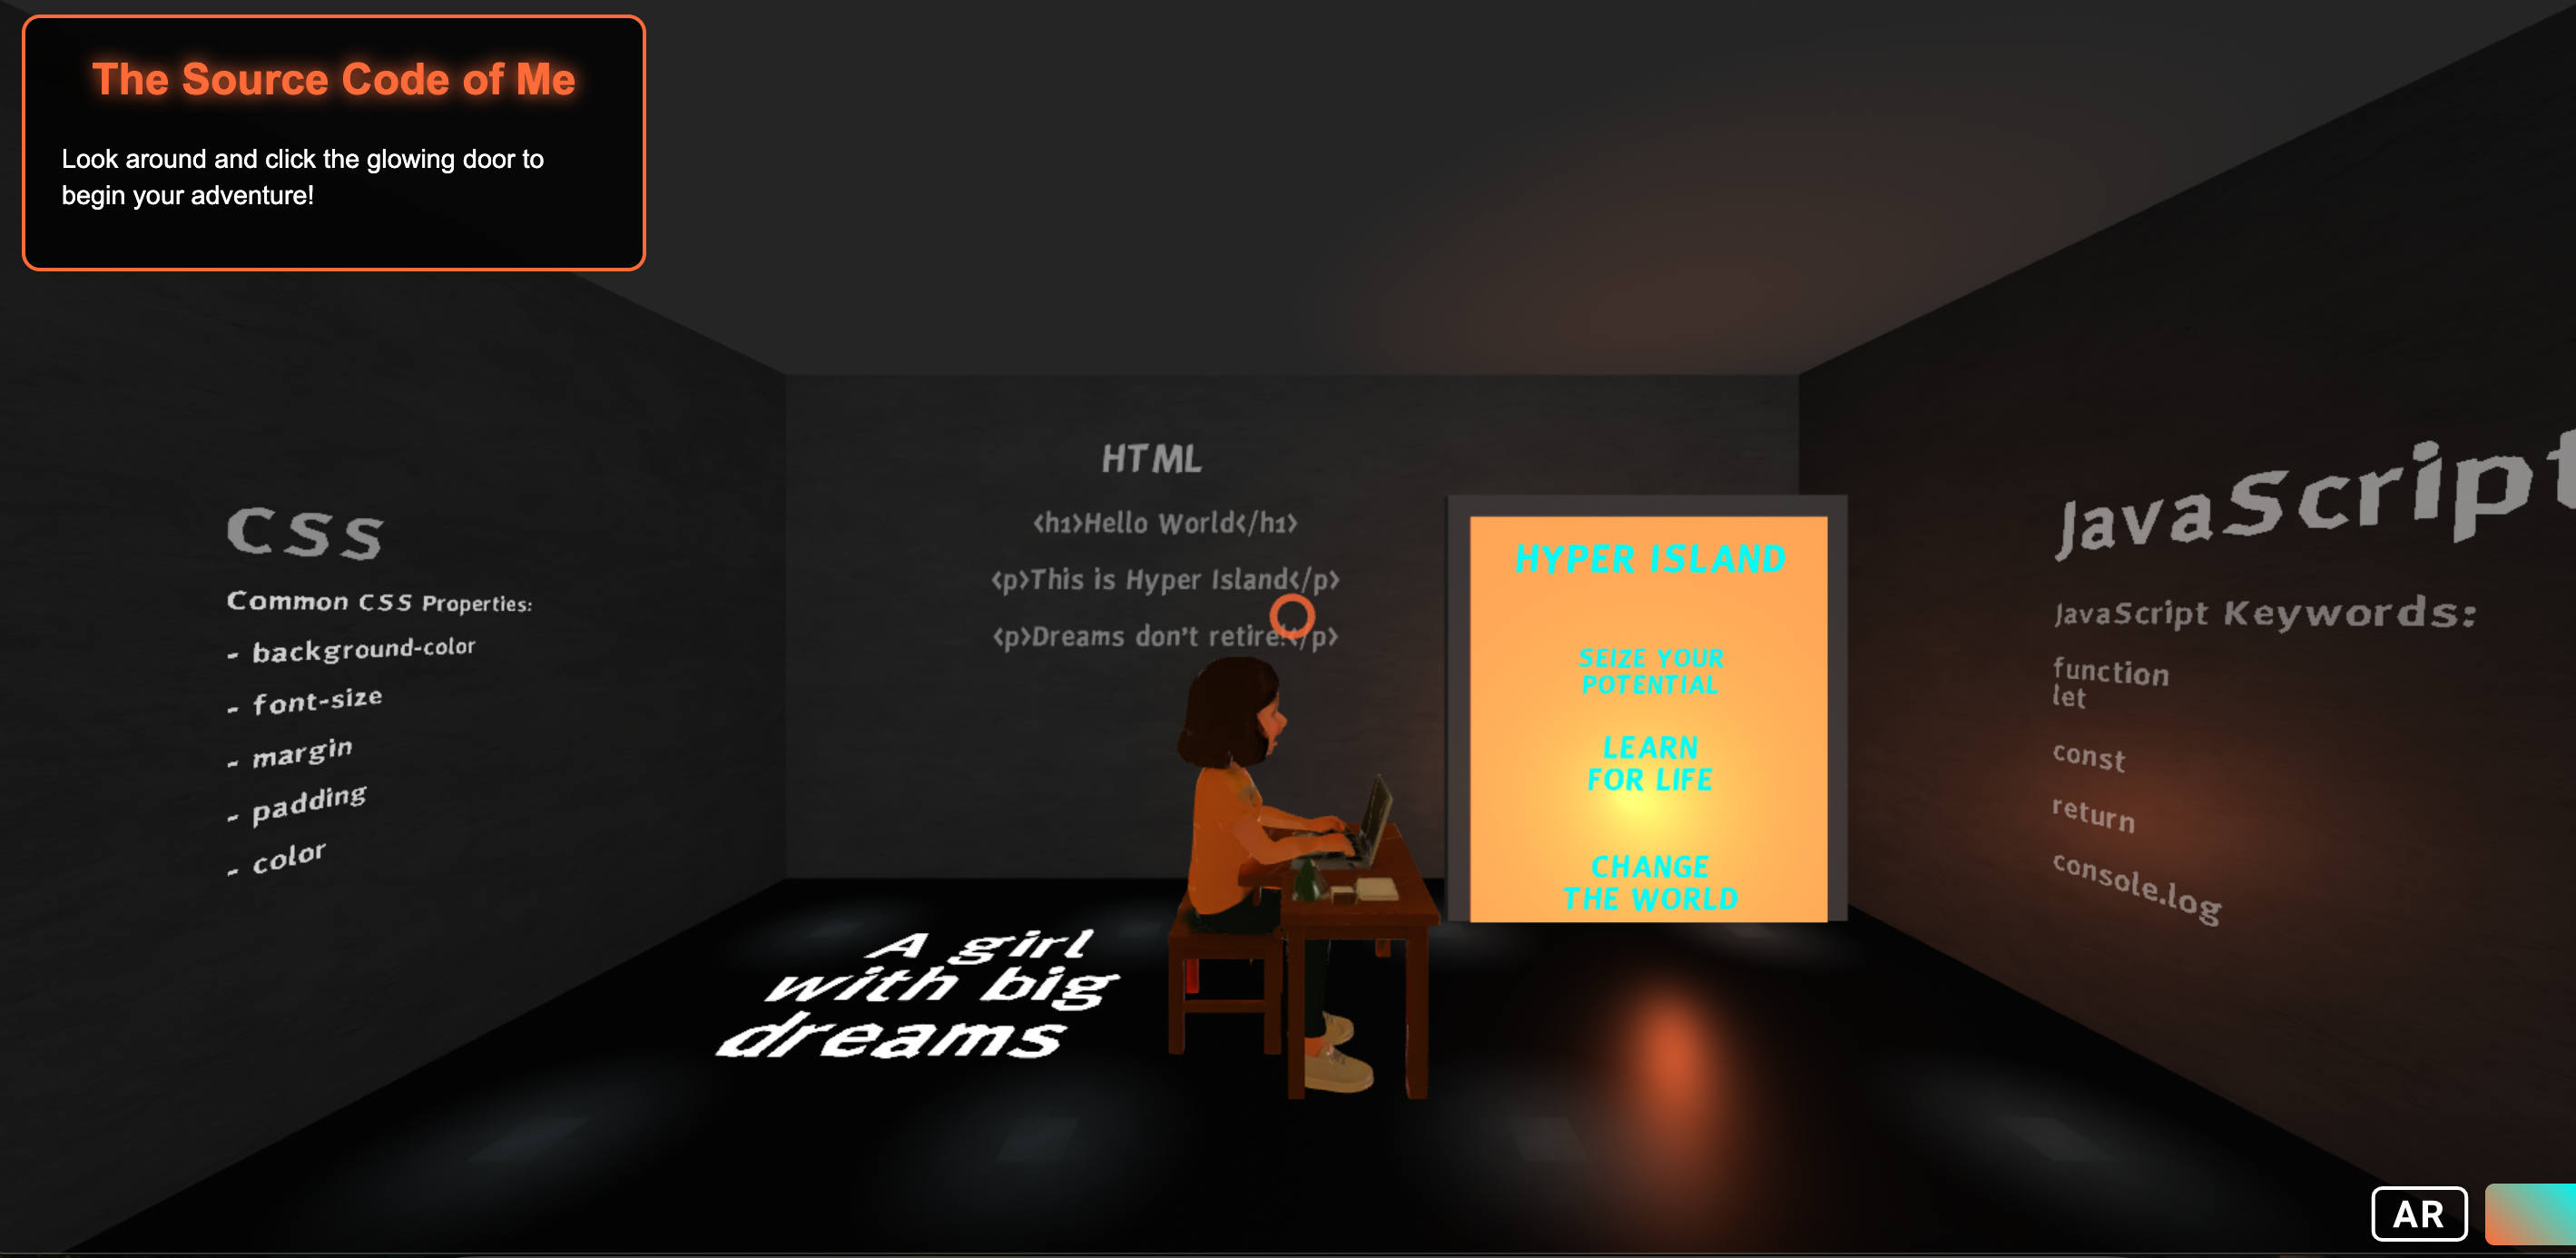 The Source Code of Me
Look around and click the glowing door to
begin your adventure!
CSS
Common CSS Properties:
- background-color
- font-size
- margin
- padding
- color
HTML
<h1>Hello World</h1>
<p>This is Hyper Island</p>
<p>Dreams don't retire!</p>
HYPER ISLAND
SEIZE YOUR
POTENTIAL
LEARN
FOR LIFE
CHANGE
THE WORLD
JavaScript
JavaScript Keywords:
function
let
const
return
console.log
A girl
with big
dreams
AR